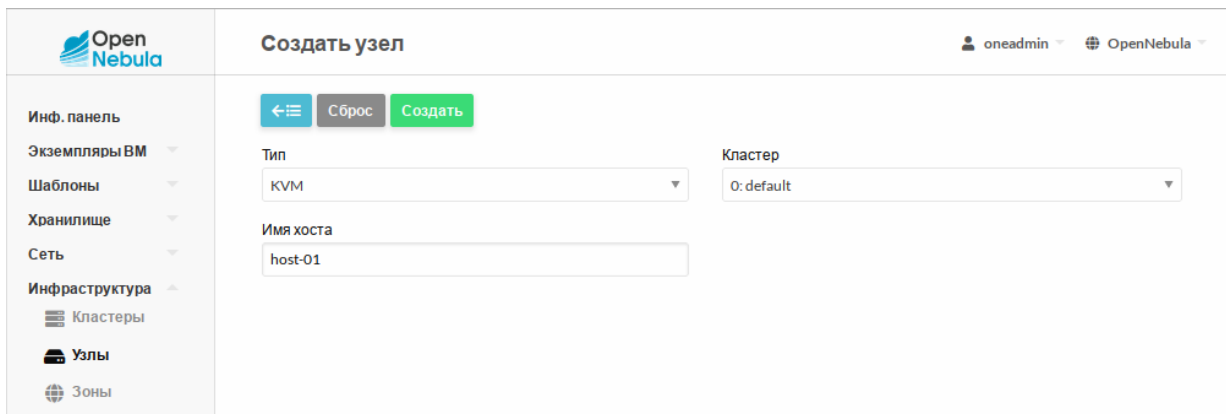 Open
Nebula
Создать узел
oneadmin
OpenNebula
Инф. панель
Экземпляры ВМ
Шаблоны
Хранилище
Сеть
Инфраструктура
Кластеры
Узлы
Зоны
Сброс
Создать
Тип
Кластер
KVM
0: default
Имя хоста
host-01